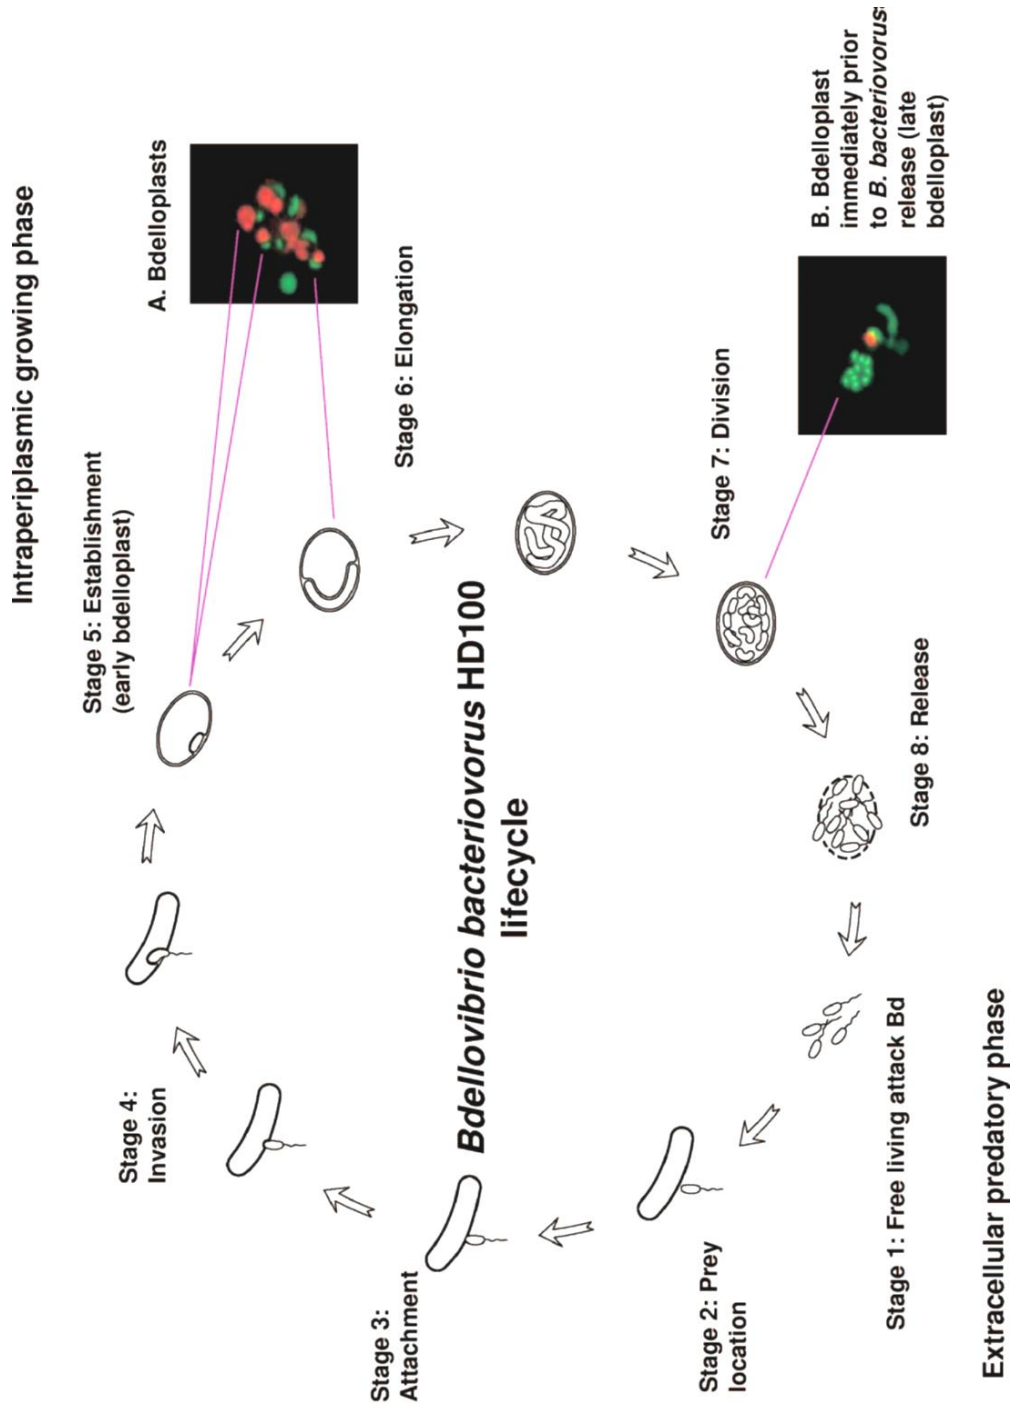 Intraperiplasmic growing phase
Stage 5: Establishment
(early bdelloplast)
A. Bdelloplasts
Stage 4:
Invasion
Stage 6: Elongation
Stage 3:
Attachment
Bdellovibrio bacteriovorus HD100
lifecycle
Stage 2: Prey
location
Stage 7: Division
B. Bdelloplast
immediately prior
to B. bacteriovorus
release (late
bdelloplast)
Stage 1: Free living attack Bd
Stage 8: Release
Extracellular predatory phase